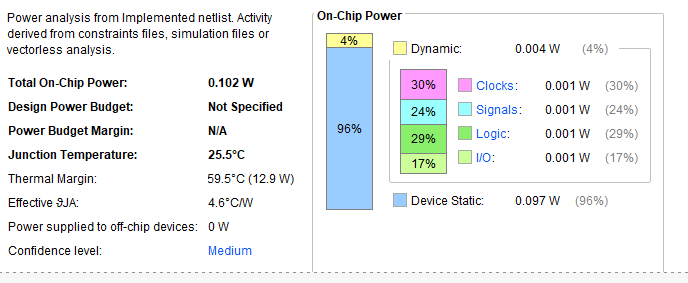 Power analysis from Implemented netlist. Activity
derived from constraints files, simulation files or
vectorless analysis.
Total On-Chip Power: 0.102 W
Design Power Budget: Not Specified
Power Budget Margin: N/A
Junction Temperature: 25.5°C
Thermal Margin: 59.5°C (12.9 W)
Effective ϑJA: 4.6°C/W
Power supplied to off-chip devices: 0 W
Confidence level: Medium
On-Chip Power
4%
96%
Dynamic: 0.004 W (4%)
30% Clocks: 0.001 W (30%)
24% Signals: 0.001 W (24%)
29% Logic: 0.001 W (29%)
17% I/O: 0.001 W (17%)
Device Static: 0.097 W (96%)